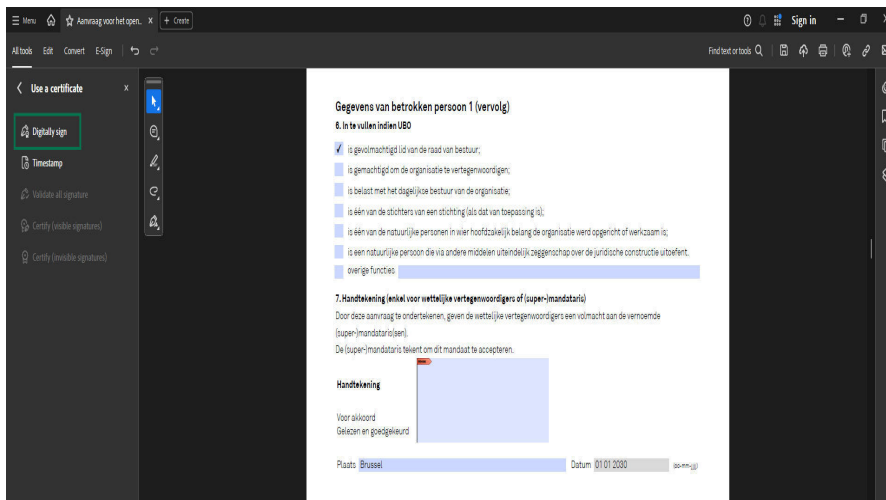 Menu
Aanvraag voor het open.. × + Create
Sign in
All tools Edit Convert E-Sign
Find text or tools
Use a certificate ×
Digitally sign
Timestamp
Validate all signature
Certify (visible signatures)
Certify (invisible signatures)
Gegevens van betrokken persoon 1 (vervolg)
6. In te vullen indien UBO
is gevolmachtigd lid van de raad van bestuur;
is gemachtigd om de organisatie te vertegenwoordigen;
is belast met het dagelijkse bestuur van de organisatie;
is één van de stichters van een stichting (als dat van toepassing is);
is één van de natuurlijke personen in wier hoofdzakelijk belang de organisatie werd opgericht of werkzaam is;
is een natuurlijke persoon die via andere middelen uiteindelijk zeggenschap over de juridische constructie uitoefent.
overige functies.
7. Handtekening (enkel voor wettelijke vertegenwoordigers of (super-)mandataris)
Door deze aanvraag te ondertekenen, geven de wettelijke vertegenwoordigers een volmacht aan de vernoemde
(super-)mandataris(sen).
De (super-)mandataris tekent om dit mandaat te accepteren.
Handtekening
Voor akkoord
Gelezen en goedgekeurd
Plaats Brussel Datum 01 01 2030 (DD-MM-JJ)